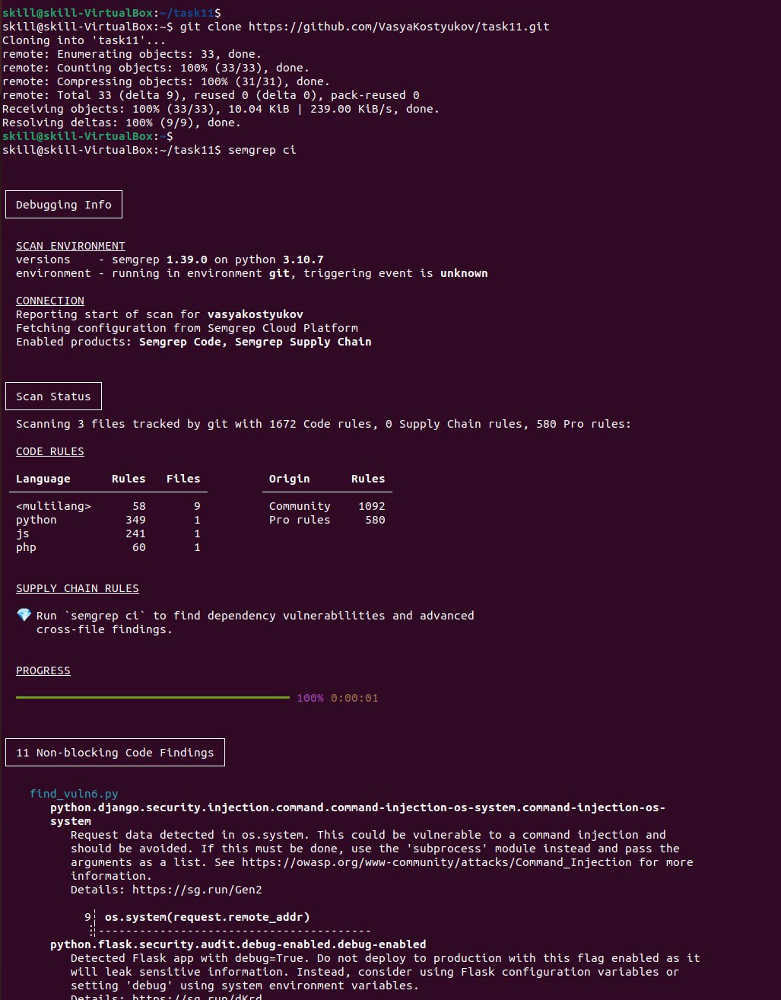 skill@skill-VirtualBox:~/task11$
skill@skill-VirtualBox:~$ git clone https://github.com/VasyaKostyukov/task11.git
Cloning into 'task11'...
remote: Enumerating objects: 33, done.
remote: Counting objects: 100% (33/33), done.
remote: Compressing objects: 100% (31/31), done.
remote: Total 33 (delta 9), reused 0 (delta 0), pack-reused 0
Receiving objects: 100% (33/33), 10.04 KiB | 239.00 KiB/s, done.
Resolving deltas: 100% (9/9), done.
skill@skill-VirtualBox:~$
skill@skill-VirtualBox:~/task11$ semgrep ci
Debugging Info
SCAN ENVIRONMENT
versions    - semgrep 1.39.0 on python 3.10.7
environment - running in environment git, triggering event is unknown
CONNECTION
Reporting start of scan for vasyakostyukov
Fetching configuration from Semgrep Cloud Platform
Enabled products: Semgrep Code, Semgrep Supply Chain
Scan Status
Scanning 3 files tracked by git with 1672 Code rules, 0 Supply Chain rules, 580 Pro rules:
CODE RULES
Language      Rules   Files          Origin      Rules
<multilang>      58       9          Community    1092
python          349       1          Pro rules     580
js              241       1
php              60       1
SUPPLY CHAIN RULES
💎 Run `semgrep ci` to find dependency vulnerabilities and advanced
cross-file findings.
PROGRESS
100% 0:00:01
11 Non-blocking Code Findings
find_vuln6.py
python.django.security.injection.command.command-injection-os-system.command-injection-os-
system
Request data detected in os.system. This could be vulnerable to a command injection and
should be avoided. If this must be done, use the 'subprocess' module instead and pass the
arguments as a list. See https://owasp.org/www-community/attacks/Command_Injection for more
information.
Details: https://sg.run/Gen2
9┆ os.system(request.remote_addr)
⋮┆----------------------------------------
python.flask.security.audit.debug-enabled.debug-enabled
Detected Flask app with debug=True. Do not deploy to production with this flag enabled as it
will leak sensitive information. Instead, consider using Flask configuration variables or
setting 'debug' using system environment variables.
Details: https://sg.run/dKrd